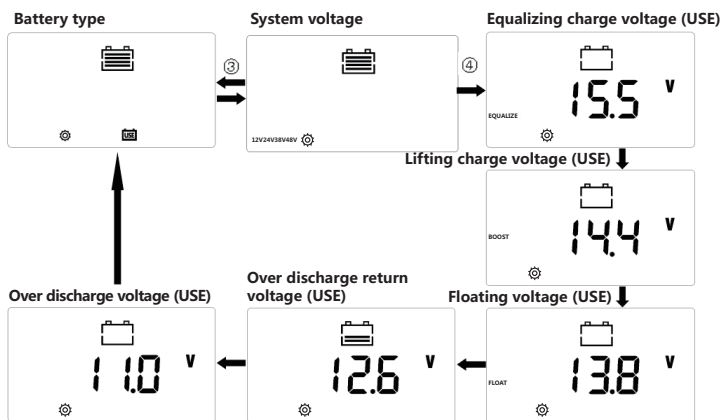 Battery type
System voltage
Equalizing charge voltage (USE)
③
④
USE
12V24V38V48V
EQUALIZE
15.5 V
Lifting charge voltage (USE)
BOOST
14.4 V
Over discharge voltage (USE)
Over discharge return
voltage (USE)
Floating voltage (USE)
11.0 V
12.6 V
FLOAT
13.8 V